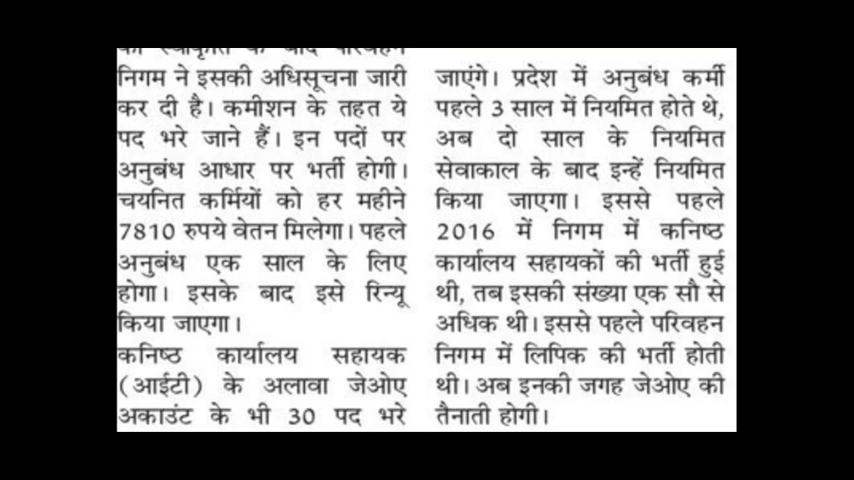 निगम ने इसकी अधिसूचना जारी
कर दी है। कमीशन के तहत ये
पद भरे जाने हैं। इन पदों पर
अनुबंध आधार पर भर्ती होगी।
चयनित कर्मियों को हर महीने
7810 रुपये वेतन मिलेगा। पहले
अनुबंध एक साल के लिए
होगा। इसके बाद इसे रिन्यू
किया जाएगा।
कनिष्ठ कार्यालय सहायक
(आईटी) के अलावा जेओए
अकाउंट के भी 30 पद भरे
जाएंगे। प्रदेश में अनुबंध कर्मी
पहले 3 साल में नियमित होते थे,
अब दो साल के नियमित
सेवाकाल के बाद इन्हें नियमित
किया जाएगा। इससे पहले
2016 में निगम में कनिष्ठ
कार्यालय सहायकों की भर्ती हुई
थी, तब इसकी संख्या एक सौ से
अधिक थी। इससे पहले परिवहन
निगम में लिपिक की भर्ती होती
थी। अब इनकी जगह जेओए की
तैनाती होगी।